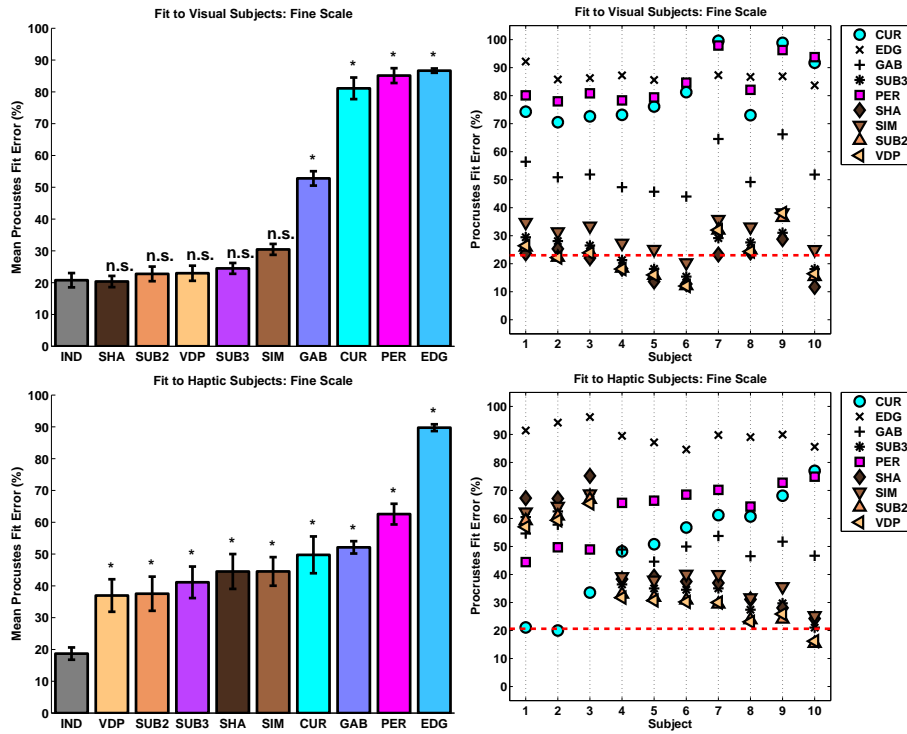 Fit to Visual Subjects: Fine Scale
Mean Procustes Fit Error (%)
100
90
80
70
60
50
40
30
20
10
0
n.s. n.s. n.s. n.s. n.s. * * * *
IND SHA SUB2 VDP SUB3 SIM GAB CUR PER EDG
Fit to Visual Subjects: Fine Scale
Procrustes Fit Error (%)
100
90
80
70
60
50
40
30
20
10
0
1 2 3 4 5 6 7 8 9 10
Subject
CUR
EDG
GAB
SUB3
PER
SHA
SIM
SUB2
VDP
Fit to Haptic Subjects: Fine Scale
Mean Procustes Fit Error (%)
100
90
80
70
60
50
40
30
20
10
0
* * * * * * * * *
IND VDP SUB2 SUB3 SHA SIM CUR GAB PER EDG
Fit to Haptic Subjects: Fine Scale
Procrustes Fit Error (%)
100
90
80
70
60
50
40
30
20
10
0
1 2 3 4 5 6 7 8 9 10
Subject
CUR
EDG
GAB
SUB3
PER
SHA
SIM
SUB2
VDP